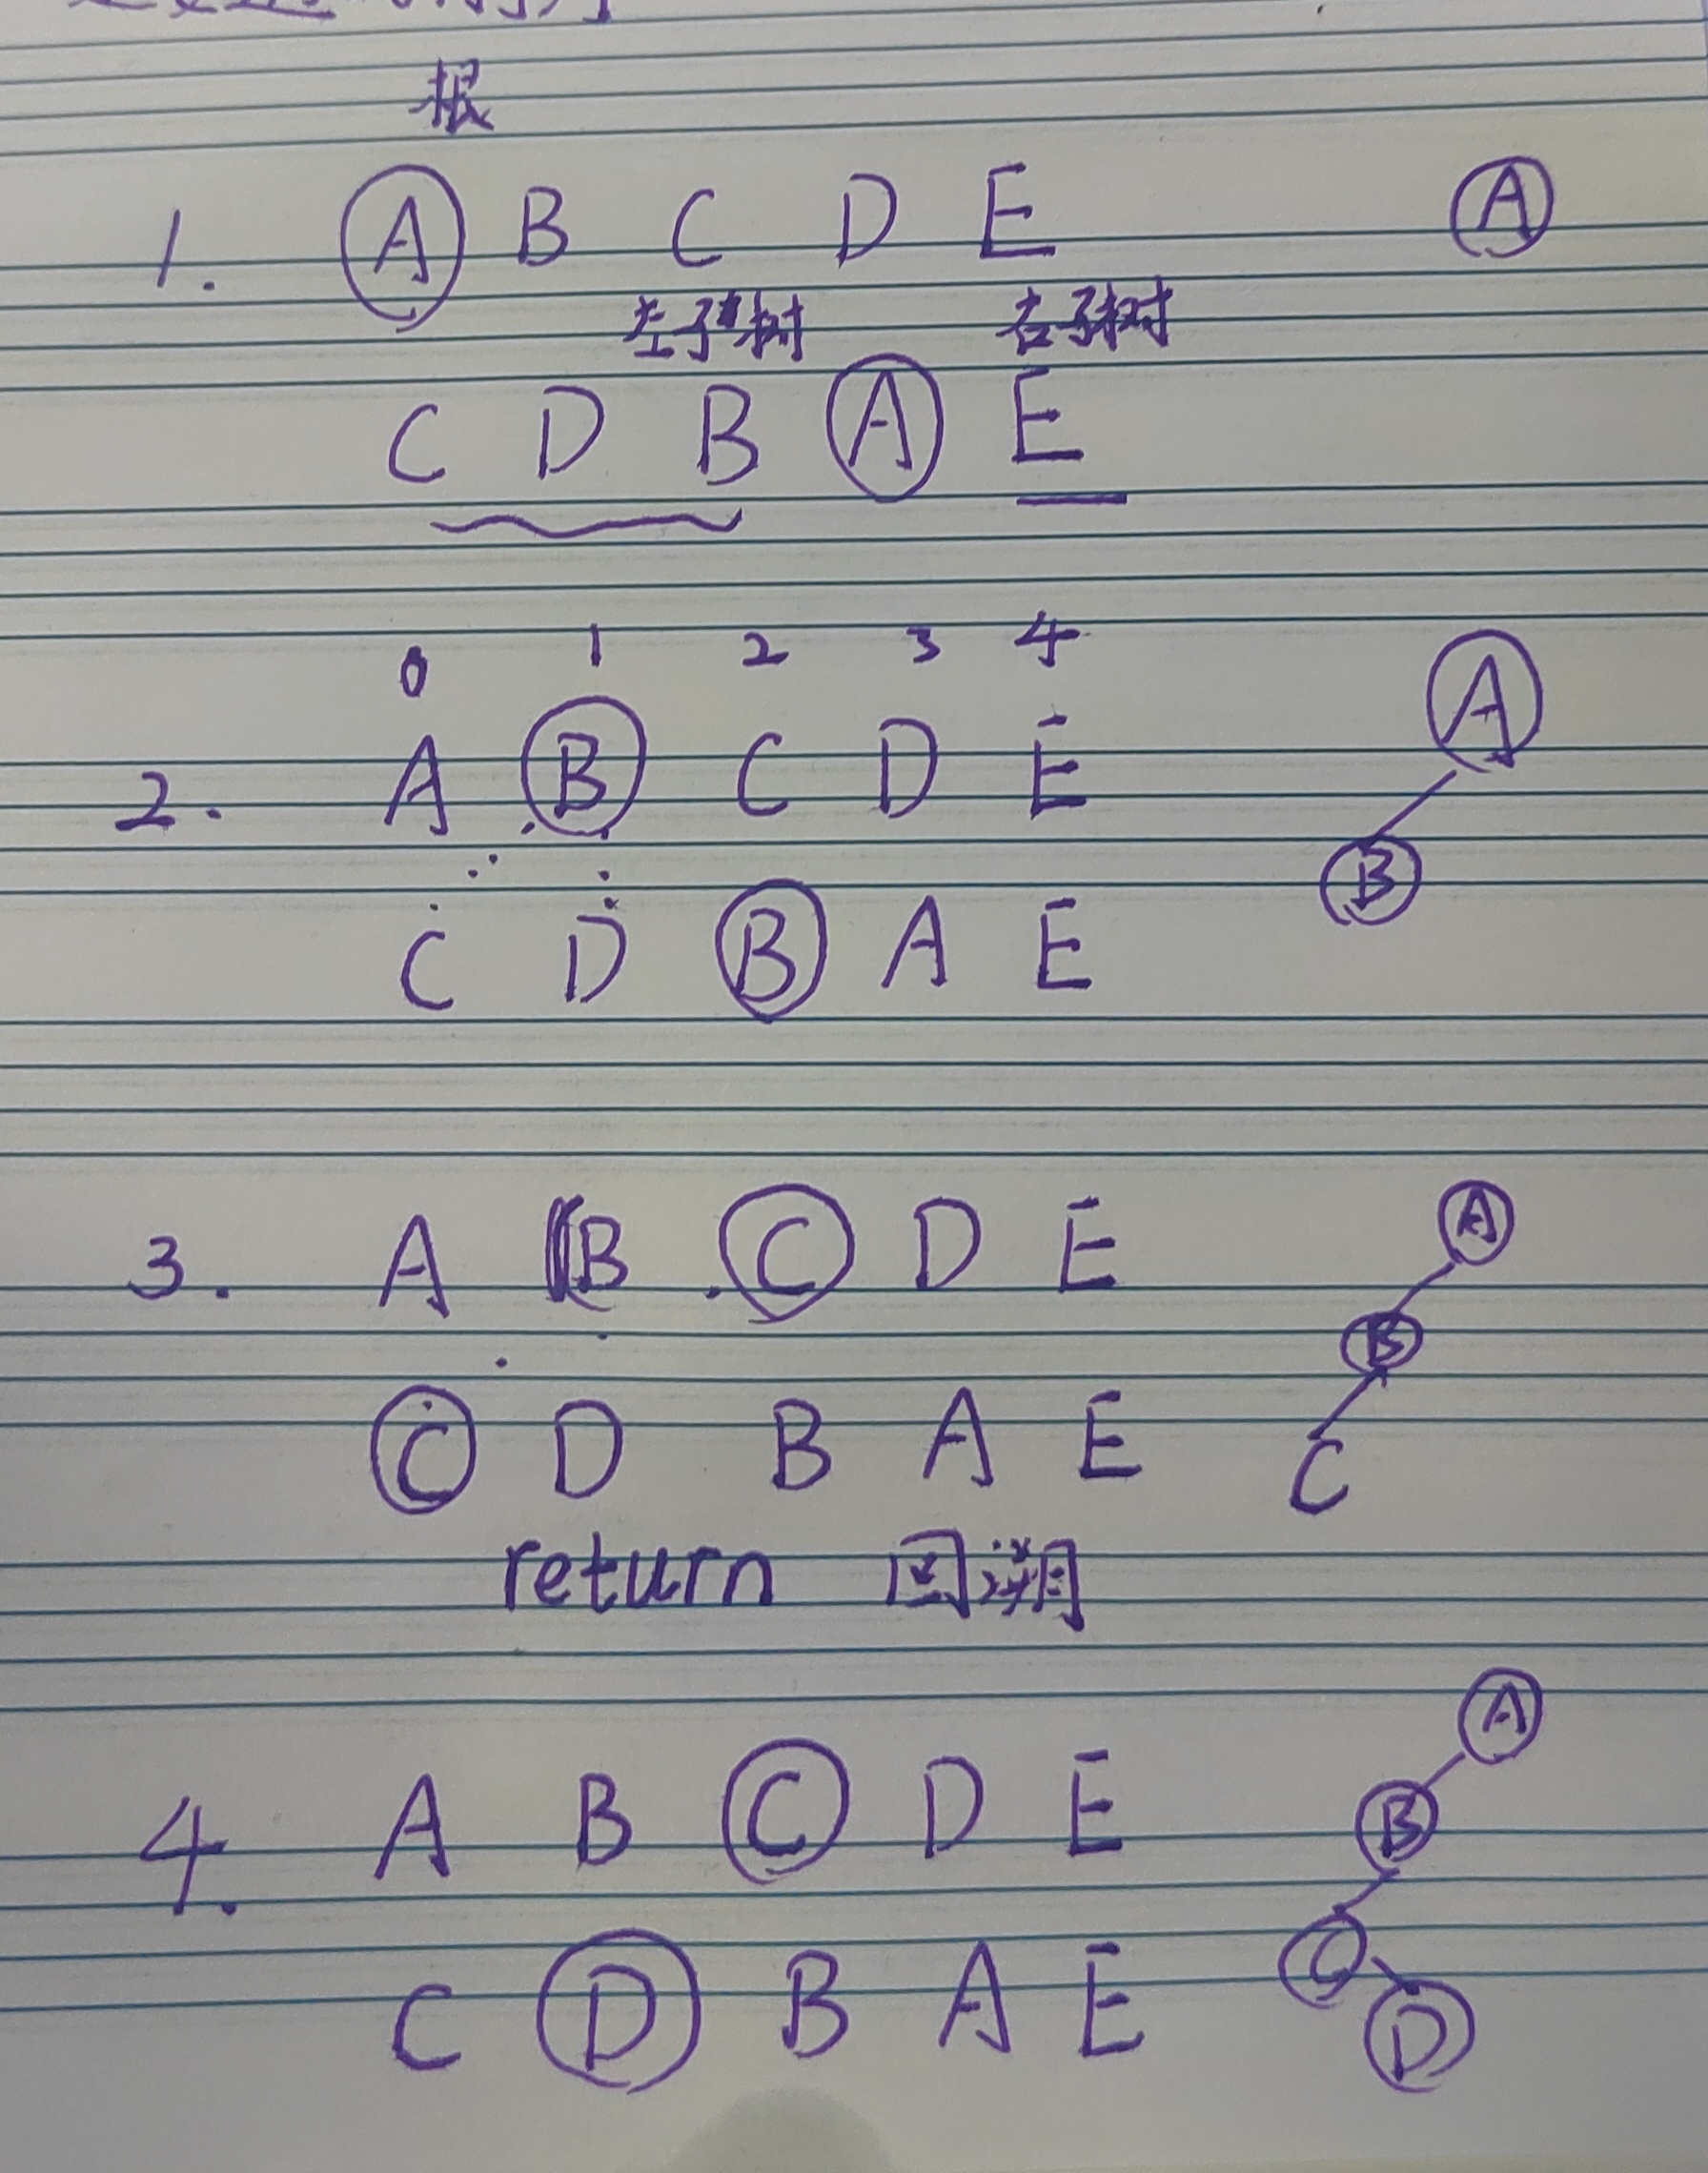 根
1. A B C D E A
左子树 右子树
C D B A E
0 1 2 3 4
2. A B C D E A
B
C D B A E
3. A B C D E A
B
C D B A E C
return 回溯
4. A B C D E A
B
C
C D B A E D